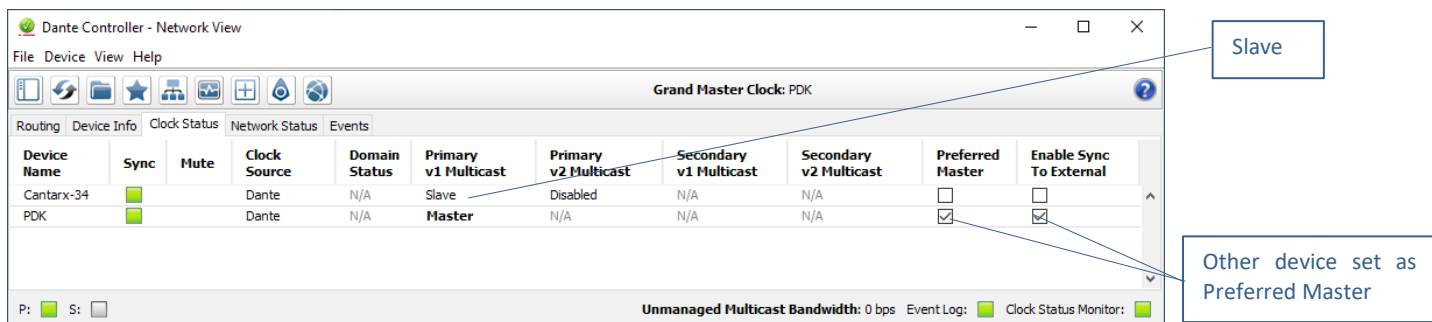 Dante Controller - Network View
File Device View Help
Grand Master Clock: PDK
Routing Device Info Clock Status Network Status Events
Device Name Sync Mute Clock Source Domain Status Primary v1 Multicast Primary v2 Multicast Secondary v1 Multicast Secondary v2 Multicast Preferred Master Enable Sync To External
Cantarx-34 Dante N/A Slave Disabled N/A N/A
PDK Dante N/A Master N/A N/A N/A
P: S: Unmanaged Multicast Bandwidth: 0 bps Event Log: Clock Status Monitor:
Slave
Other device set as
Preferred Master